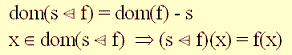 dom(s ⩤ f) = dom(f) - s
x ∈ dom(s ⩤ f) ⇒ (s ⩤ f)(x) = f(x)